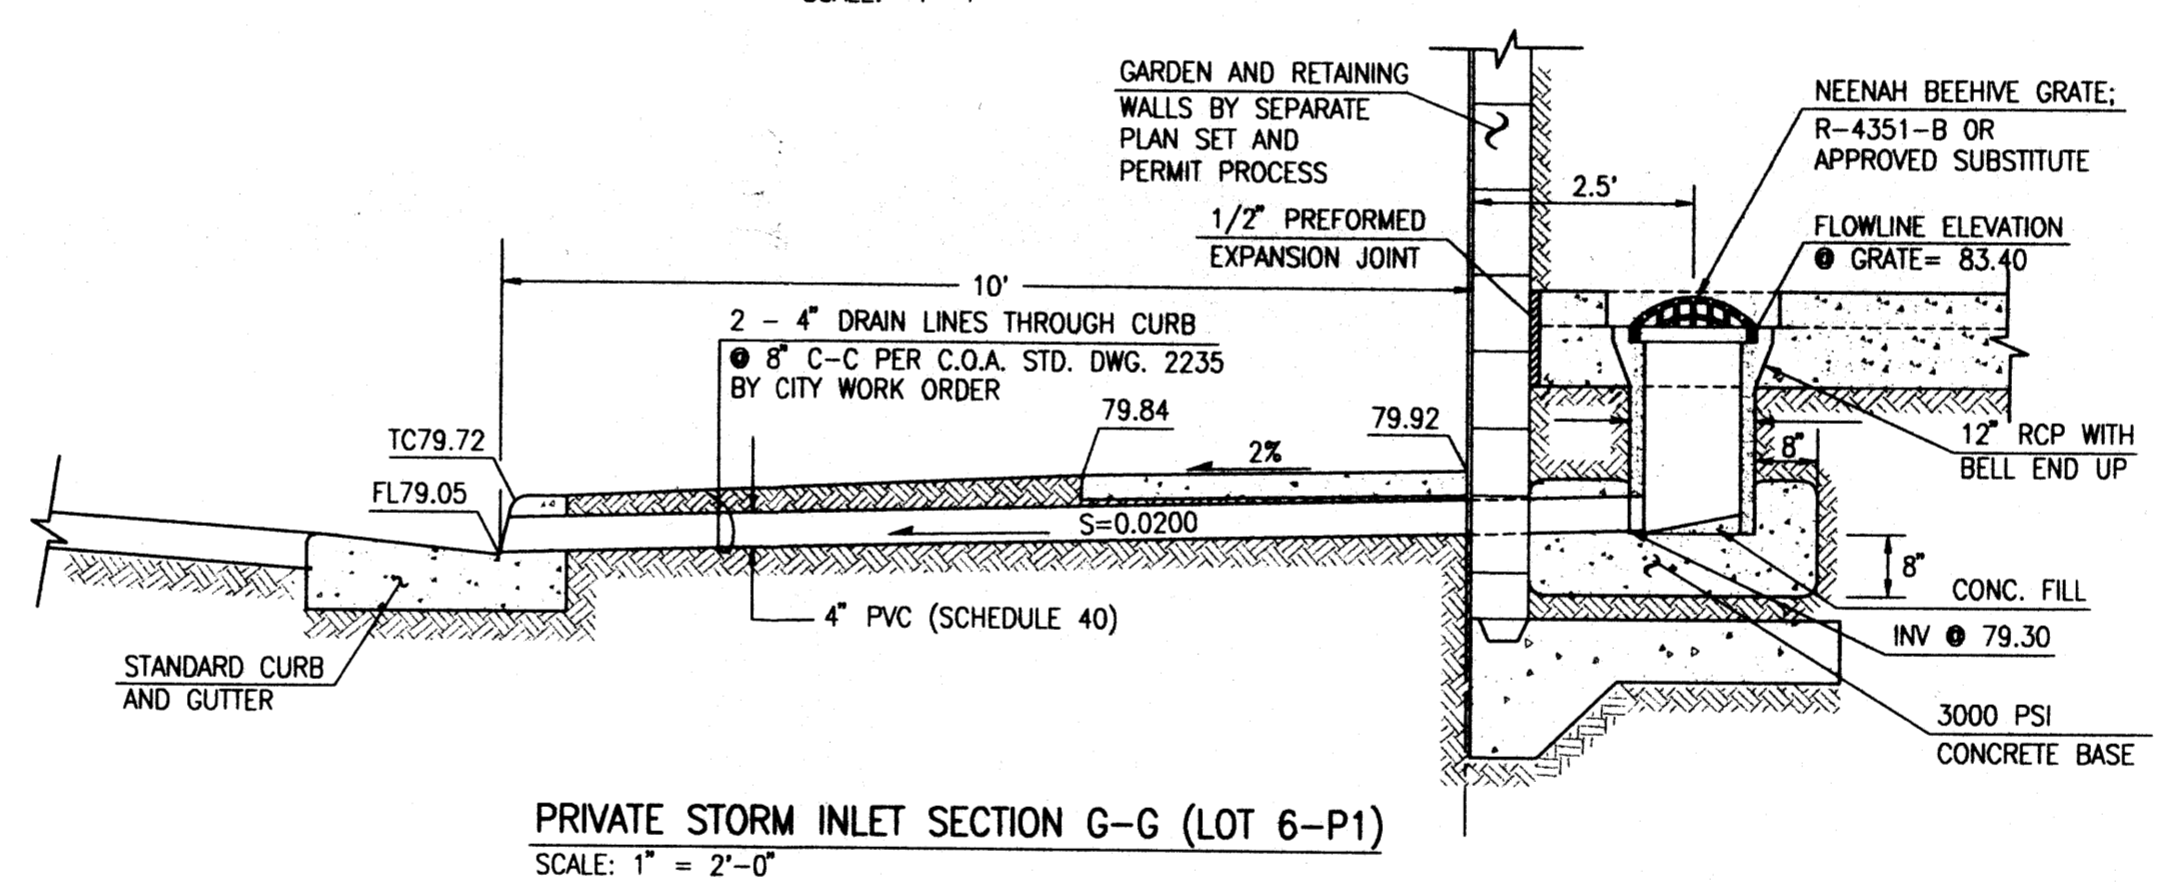 GARDEN AND RETAINING
WALLS BY SEPARATE
PLAN SET AND
PERMIT PROCESS
NEENAH BEEHIVE GRATE;
R-4351-B OR
APPROVED SUBSTITUTE
2.5'
1/2" PREFORMED
EXPANSION JOINT
FLOWLINE ELEVATION
@ GRATE= 83.40
10'
2 - 4" DRAIN LINES THROUGH CURB
@ 8" C-C PER C.O.A. STD. DWG. 2235
BY CITY WORK ORDER
79.84
79.92
TC79.72
2%
8"
12" RCP WITH
BELL END UP
FL79.05
S=0.0200
8"
4" PVC (SCHEDULE 40)
CONC. FILL
INV @ 79.30
STANDARD CURB
AND GUTTER
3000 PSI
CONCRETE BASE
PRIVATE STORM INLET SECTION G-G (LOT 6-P1)
SCALE: 1" = 2'-0"